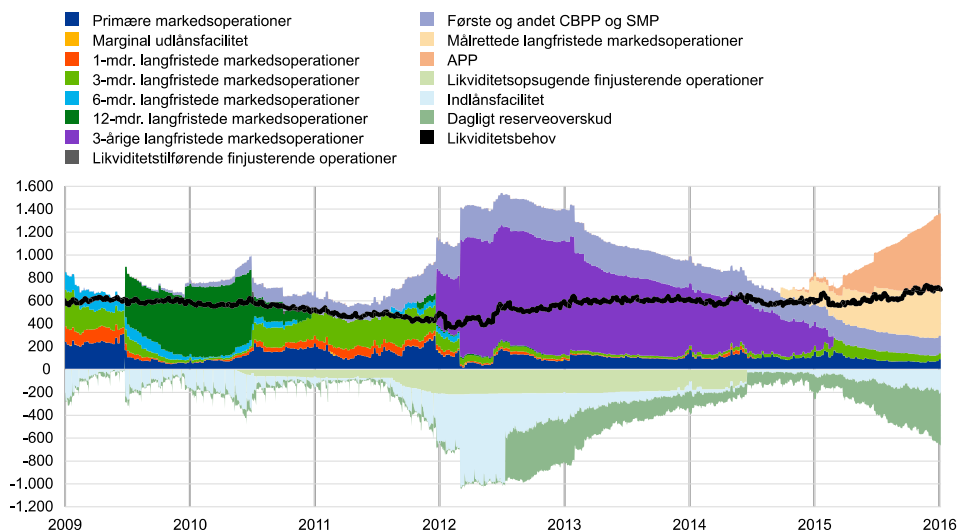 Primære markedsoperationer
Marginal udlånsfacilitet
1-mdr. langfristede markedsoperationer
3-mdr. langfristede markedsoperationer
6-mdr. langfristede markedsoperationer
12-mdr. langfristede markedsoperationer
3-årige langfristede markedsoperationer
Likviditetstilførende finjusterende operationer
Første og andet CBPP og SMP
Målrettede langfristede markedsoperationer
APP
Likviditetsopsugende finjusterende operationer
Indlånsfacilitet
Dagligt reserveoverskud
Likviditetsbehov
1.600
1.400
1.200
1.000
800
600
400
200
0
-200
-400
-600
-800
-1.000
-1.200
2009 2010 2011 2012 2013 2014 2015 2016